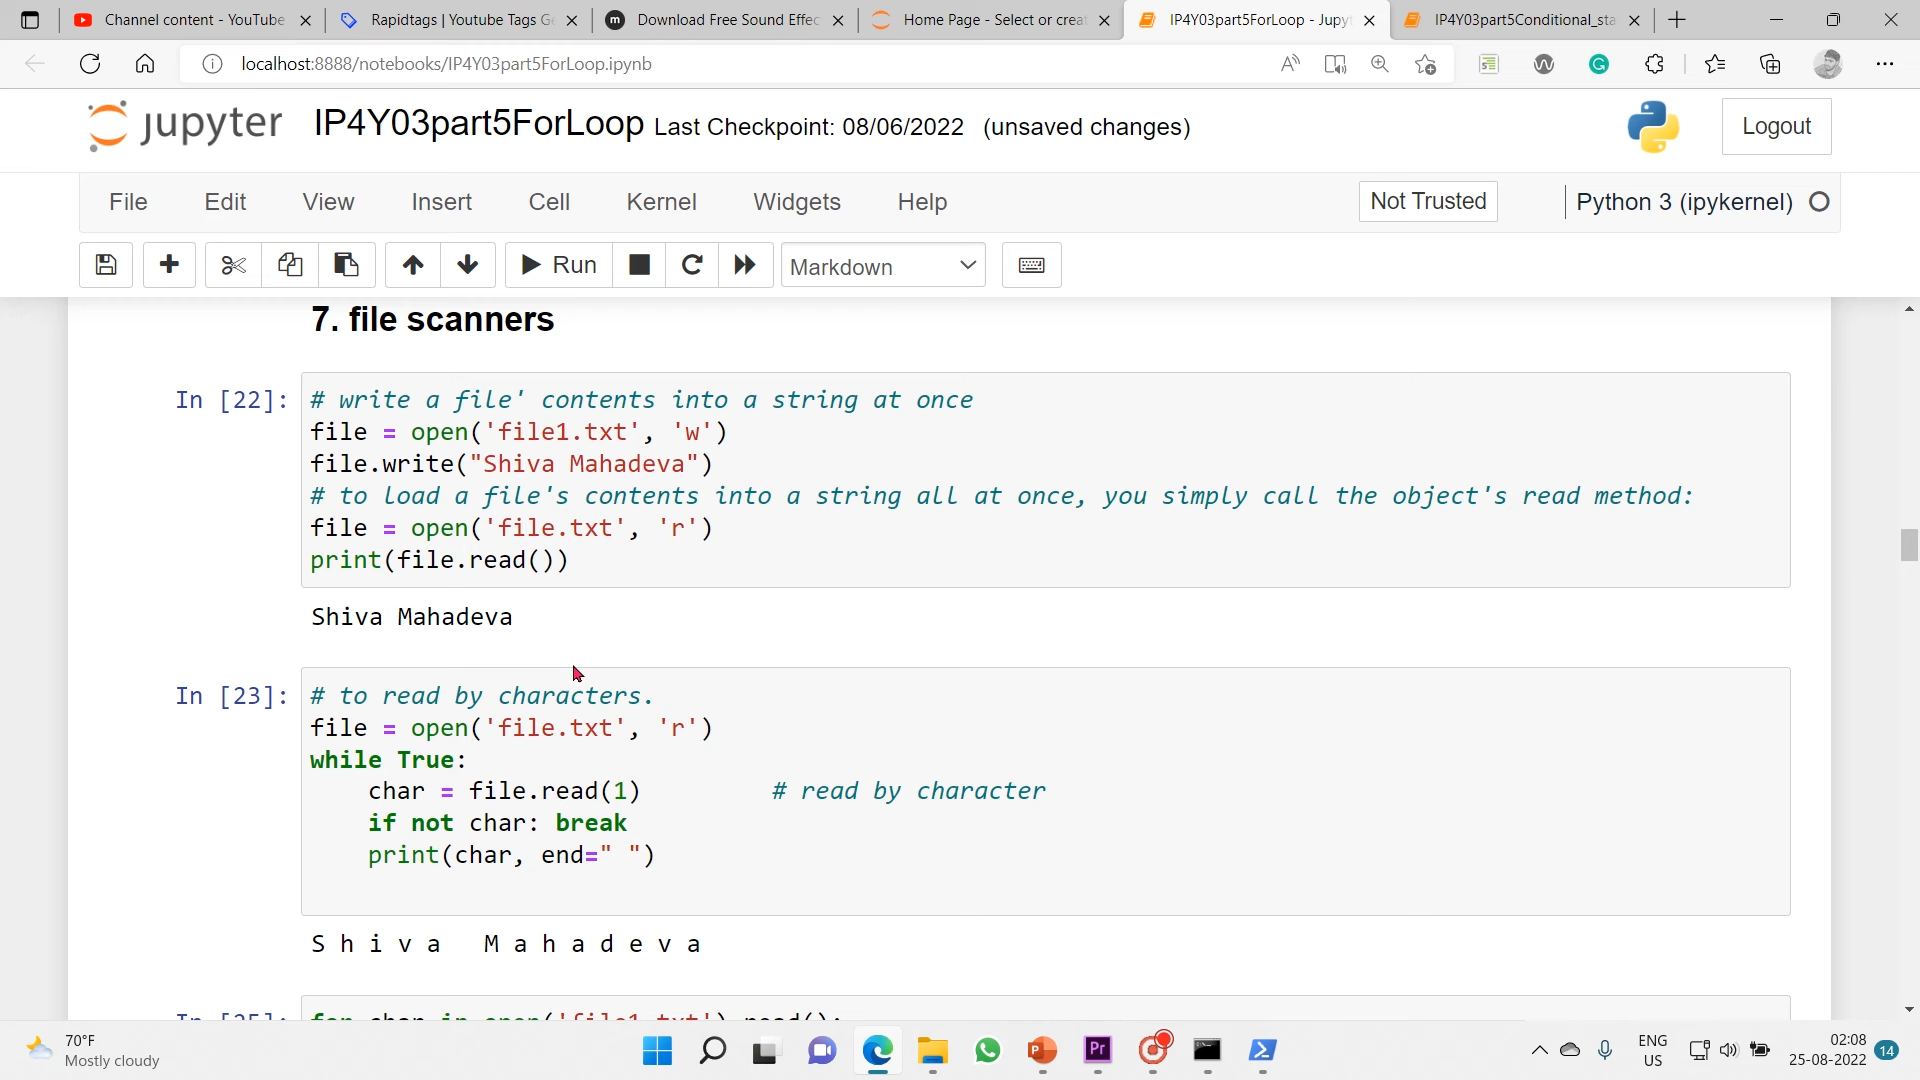 Channel content - YouTube
Rapidtags | Youtube Tags Ge
Download Free Sound Effec
Home Page - Select or creat
IP4Y03part5ForLoop - Jupyt
IP4Y03part5Conditional_sta
localhost:8888/notebooks/IP4Y03part5ForLoop.ipynb
jupyter IP4Y03part5ForLoop Last Checkpoint: 08/06/2022 (unsaved changes)
Logout
File Edit View Insert Cell Kernel Widgets Help Not Trusted Python 3 (ipykernel)
Run Markdown
7. file scanners
In [22]: # write a file' contents into a string at once
file = open('file1.txt', 'w')
file.write("Shiva Mahadeva")
# to load a file's contents into a string all at once, you simply call the object's read method:
file = open('file.txt', 'r')
print(file.read())
Shiva Mahadeva
In [23]: # to read by characters.
file = open('file.txt', 'r')
while True:
char = file.read(1) # read by character
if not char: break
print(char, end=" ")
S h i v a   M a h a d e v a
In [25]: for char in open('file1.txt').read():
70°F
Mostly cloudy
Pr
ENG
US
02:08
25-08-2022
14